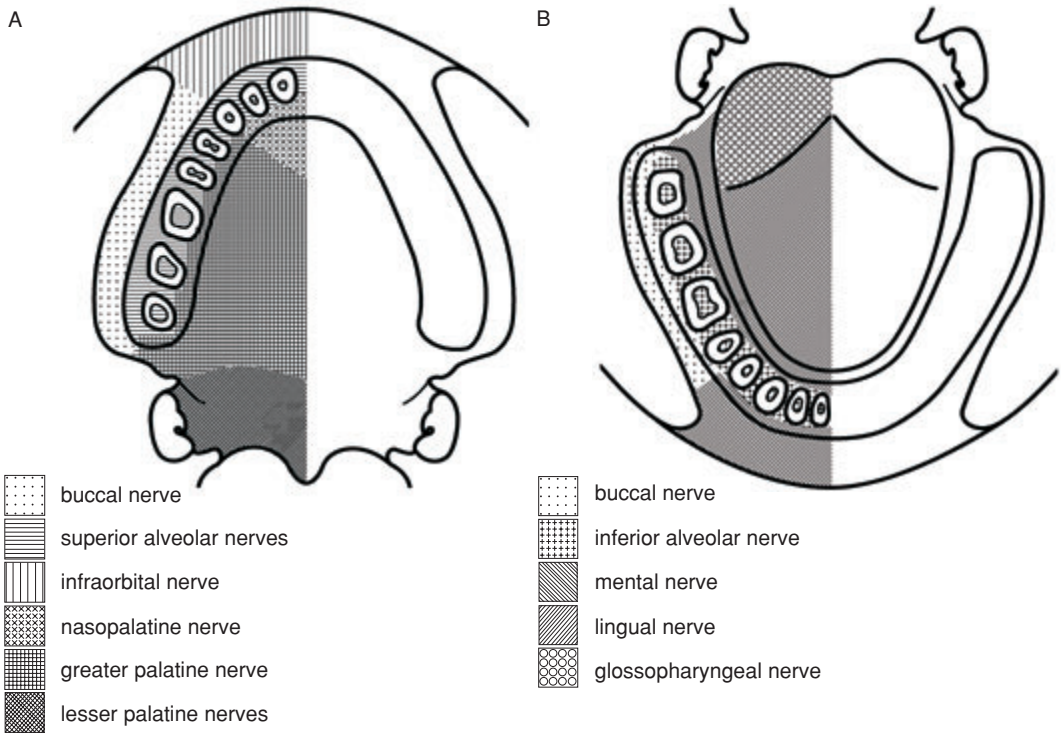 A
B
buccal nerve
superior alveolar nerves
infraorbital nerve
nasopalatine nerve
greater palatine nerve
lesser palatine nerves
buccal nerve
inferior alveolar nerve
mental nerve
lingual nerve
glossopharyngeal nerve